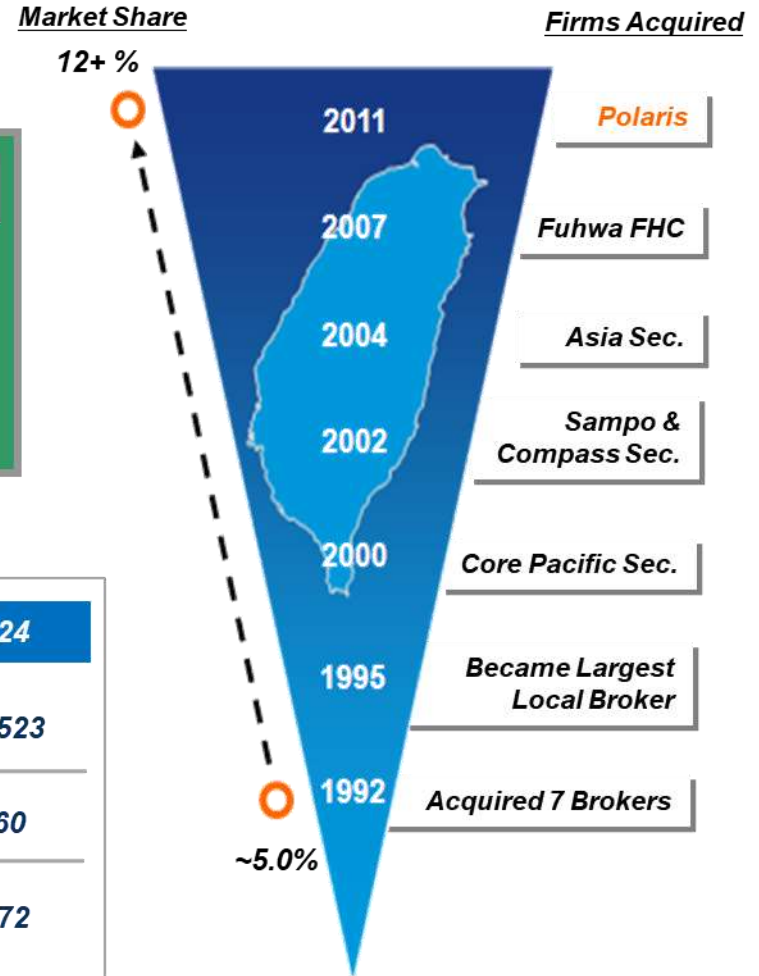 Market Share
Firms Acquired
12+ %
2011
Polaris
2007
Fuhwa FHC
2004
Asia Sec.
2002
Sampo &
Compass Sec.
2000
Core Pacific Sec.
1995
Became Largest
Local Broker
1992
Acquired 7 Brokers
~5.0%
24
523
60
72